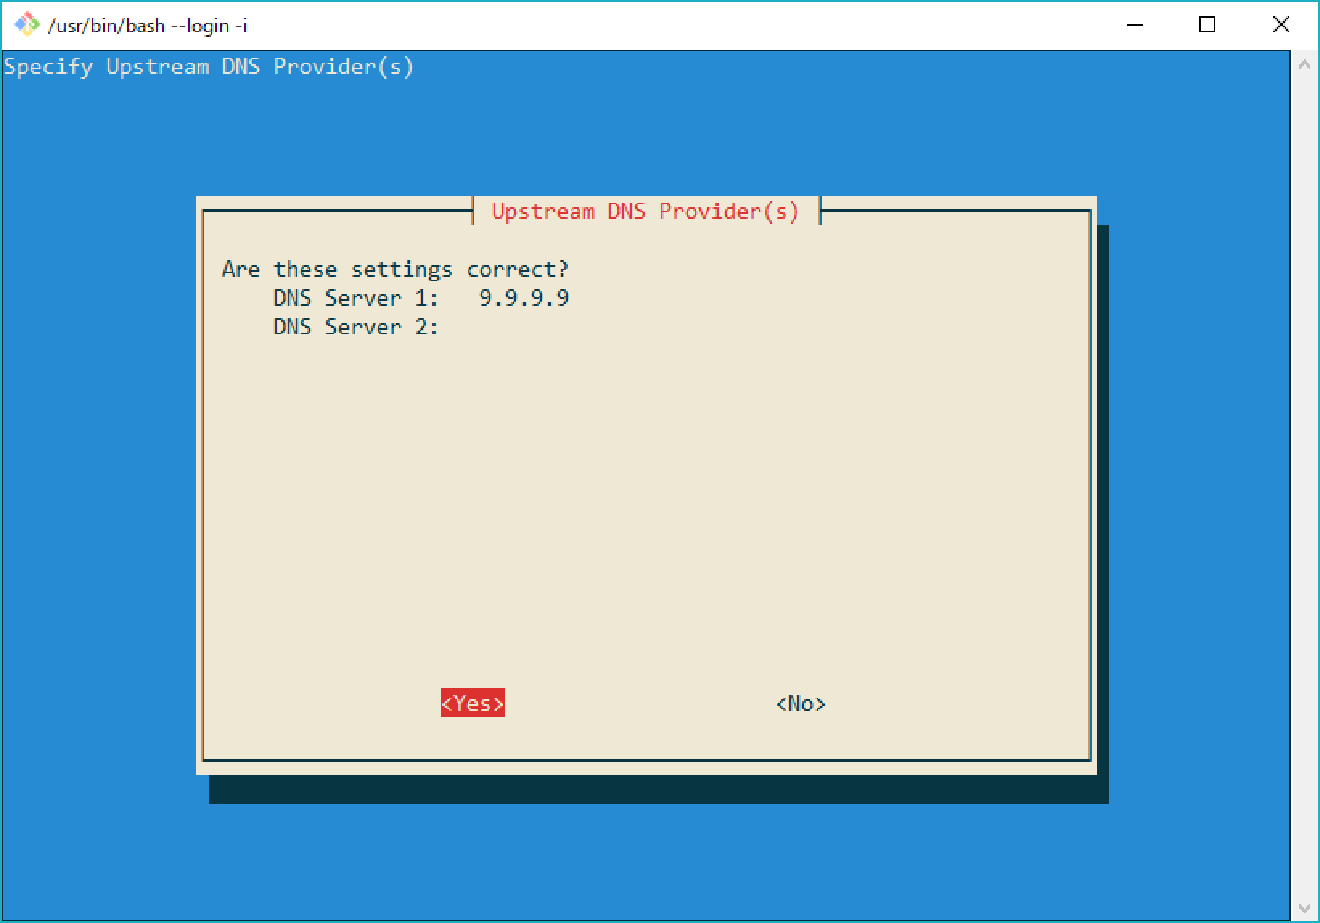 /usr/bin/bash --login -i
Specify Upstream DNS Provider(s)
Upstream DNS Provider(s)
Are these settings correct?
DNS Server 1:   9.9.9.9
DNS Server 2:
<Yes>
<No>